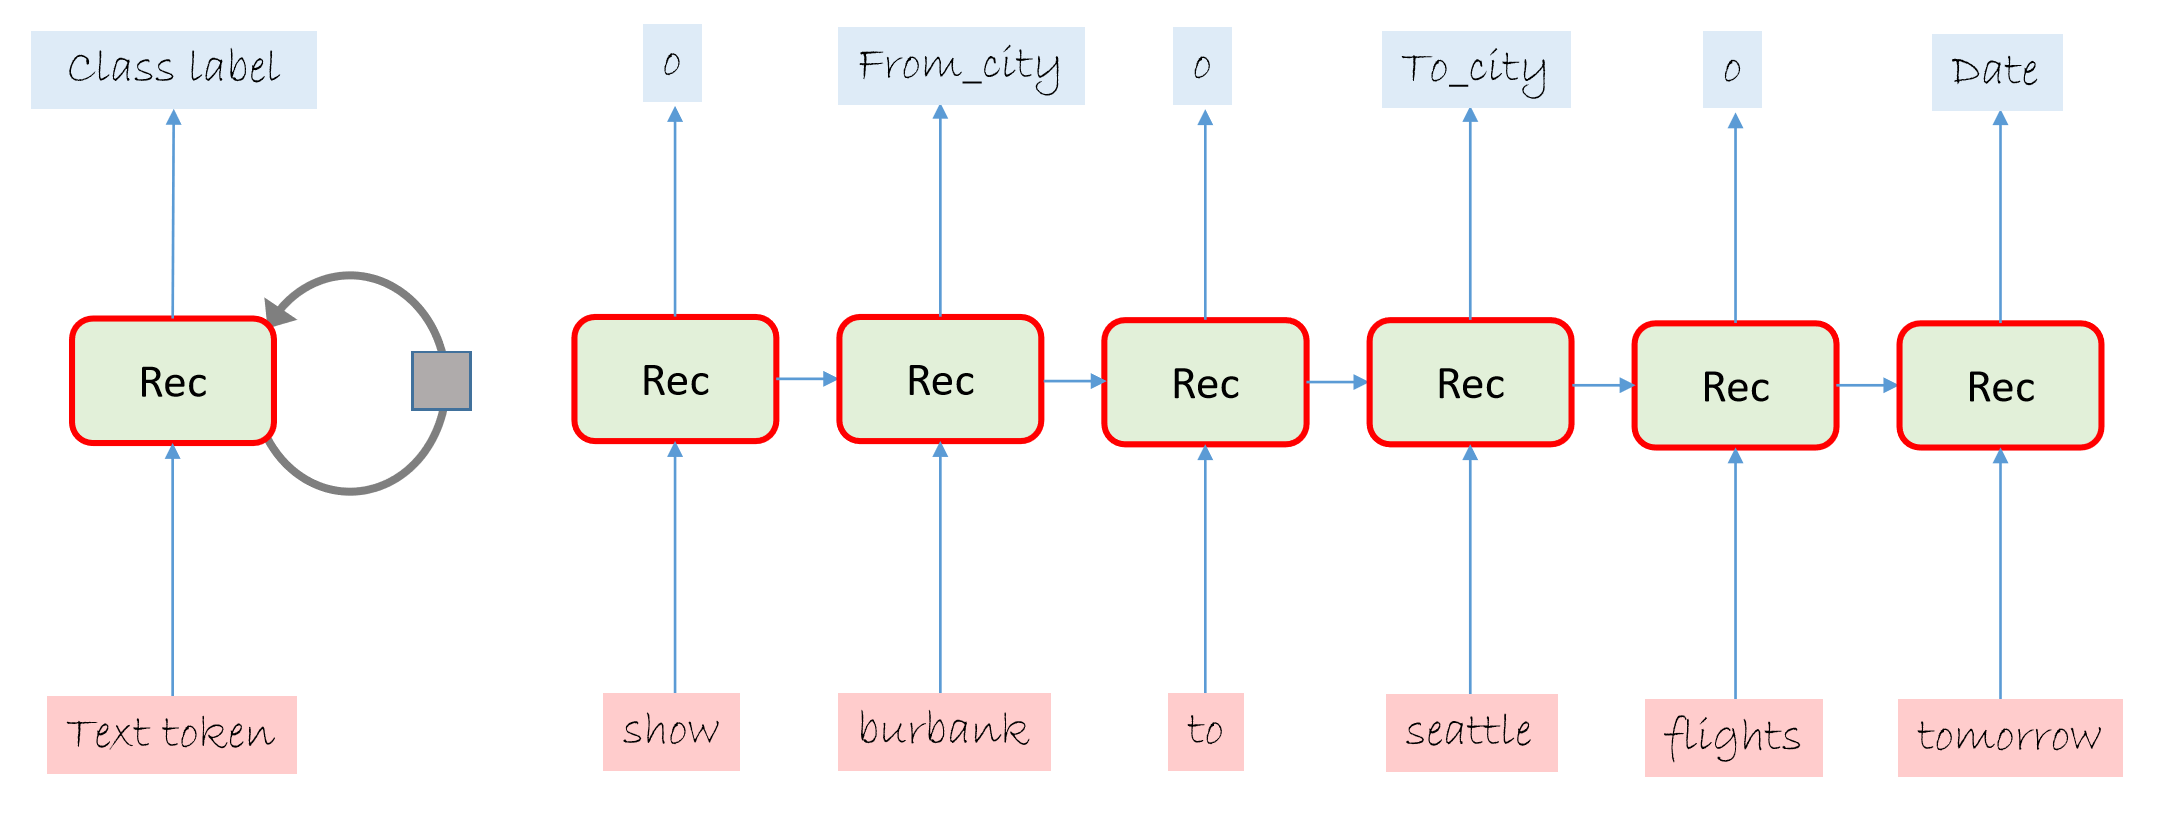 Class label
o
From_city
o
To_city
o
Date
Rec
Rec
Rec
Rec
Rec
Rec
Rec
Text token
show
burbank
to
seattle
flights
tomorrow